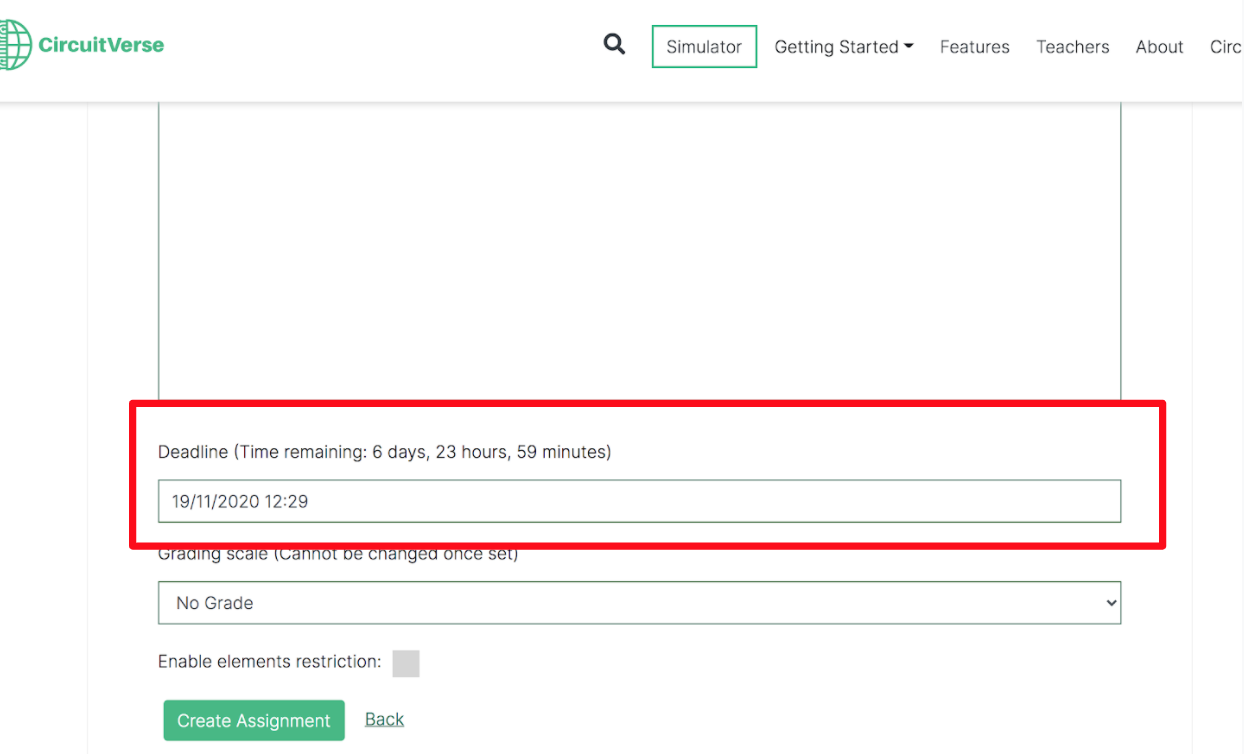 CircuitVerse Simulator Getting Started Features Teachers About Circ
Deadline (Time remaining: 6 days, 23 hours, 59 minutes)
19/11/2020 12:29
Grading scale (Cannot be changed once set)
No Grade
Enable elements restriction:
Create Assignment Back